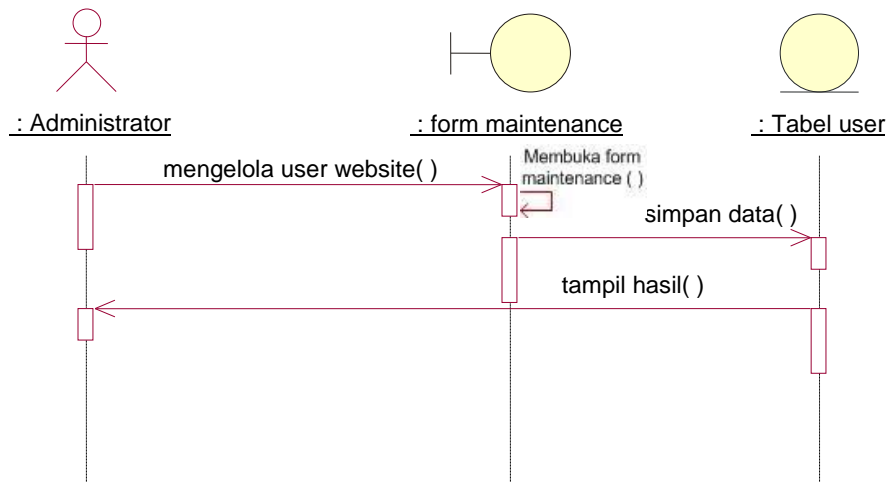 : Administrator
: form maintenance
: Tabel user
mengelola user website( )
Membuka form
maintenance ( )
simpan data( )
tampil hasil( )